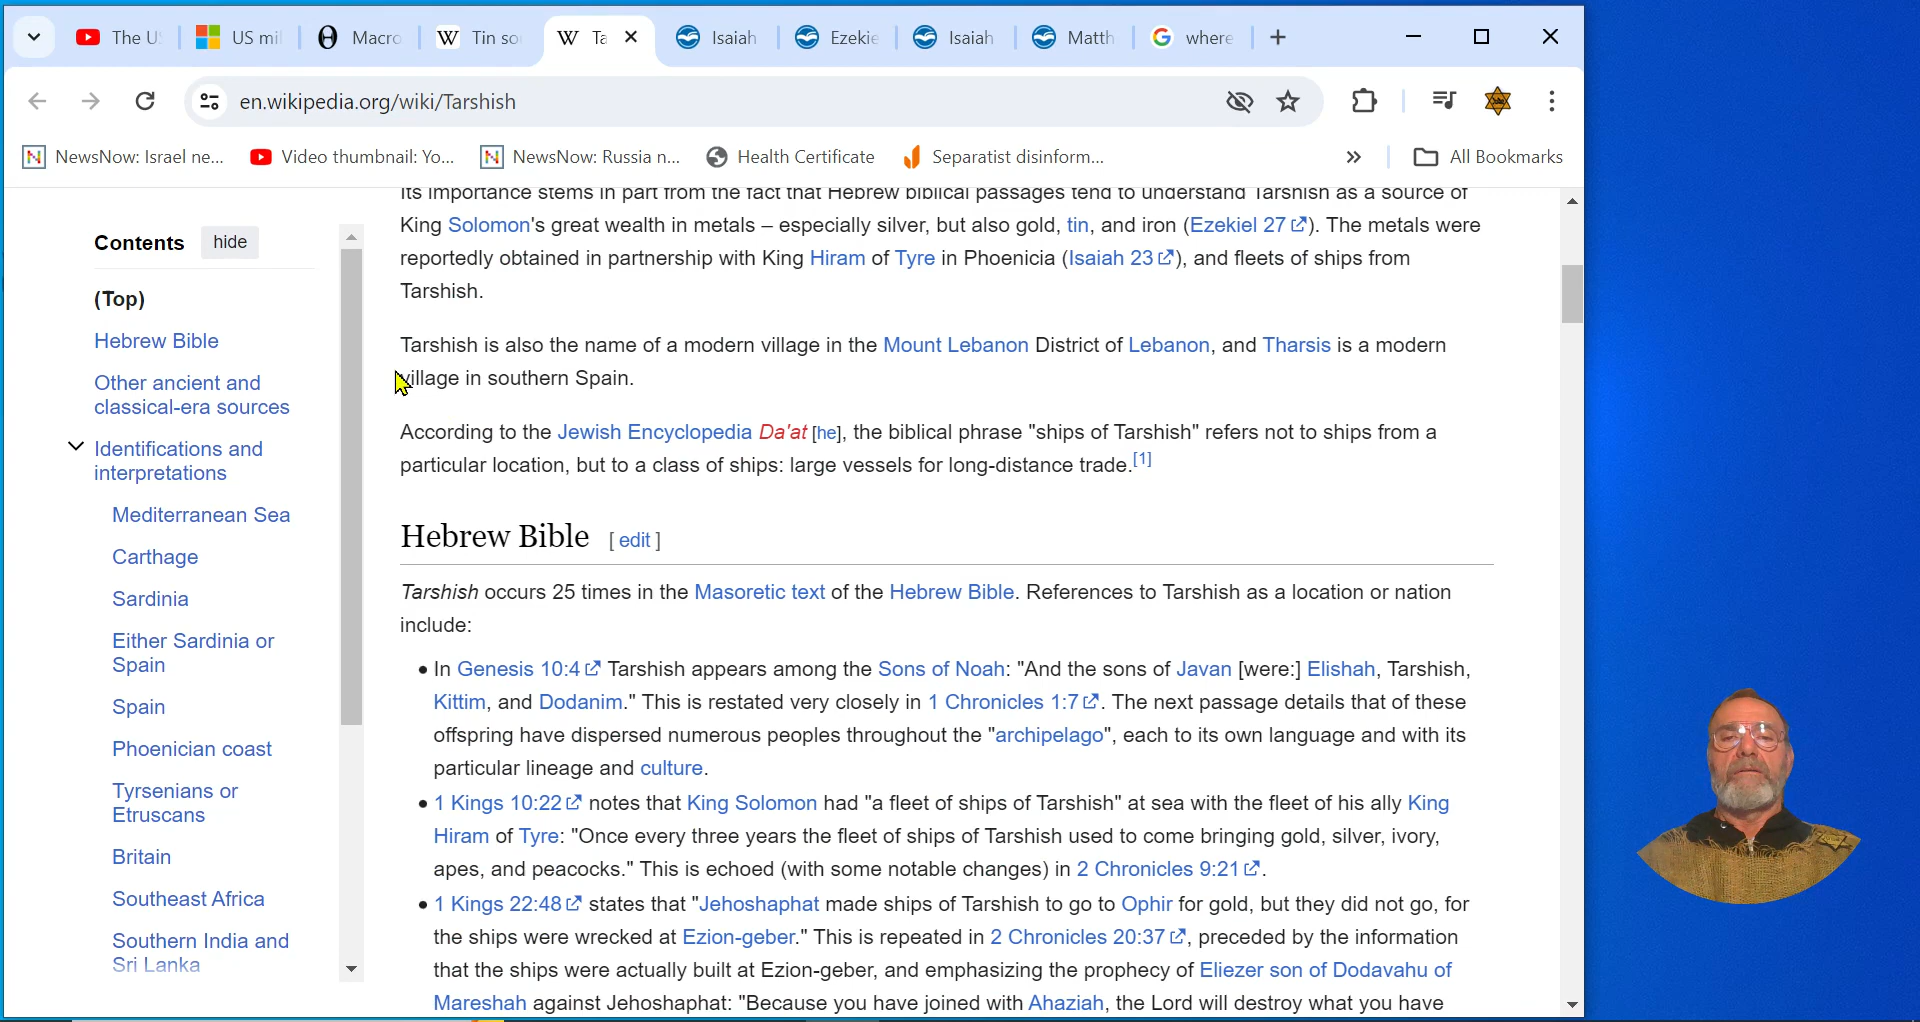 The U
US mi
Macro
Tin so
Ta
Isaiah
Ezekie
Isaiah
Matth
where
en.wikipedia.org/wiki/Tarshish
NewsNow: Israel ne...
Video thumbnail: Yo...
NewsNow: Russia n...
Health Certificate
Separatist disinform...
All Bookmarks
Contents
hide
(Top)
Hebrew Bible
Other ancient and
classical-era sources
Identifications and
interpretations
Mediterranean Sea
Carthage
Sardinia
Either Sardinia or
Spain
Spain
Phoenician coast
Tyrsenians or
Etruscans
Britain
Southeast Africa
Southern India and
Sri Lanka
Its importance stems in part from the fact that Hebrew biblical passages tend to understand Tarshish as a source of
King Solomon's great wealth in metals – especially silver, but also gold, tin, and iron (Ezekiel 27). The metals were
reportedly obtained in partnership with King Hiram of Tyre in Phoenicia (Isaiah 23), and fleets of ships from
Tarshish.
Tarshish is also the name of a modern village in the Mount Lebanon District of Lebanon, and Tharsis is a modern
village in southern Spain.
According to the Jewish Encyclopedia Da'at [he], the biblical phrase "ships of Tarshish" refers not to ships from a
particular location, but to a class of ships: large vessels for long-distance trade.[1]
Hebrew Bible [ edit ]
Tarshish occurs 25 times in the Masoretic text of the Hebrew Bible. References to Tarshish as a location or nation
include:
• In Genesis 10:4 Tarshish appears among the Sons of Noah: "And the sons of Javan [were:] Elishah, Tarshish,
Kittim, and Dodanim." This is restated very closely in 1 Chronicles 1:7. The next passage details that of these
offspring have dispersed numerous peoples throughout the "archipelago", each to its own language and with its
particular lineage and culture.
• 1 Kings 10:22 notes that King Solomon had "a fleet of ships of Tarshish" at sea with the fleet of his ally King
Hiram of Tyre: "Once every three years the fleet of ships of Tarshish used to come bringing gold, silver, ivory,
apes, and peacocks." This is echoed (with some notable changes) in 2 Chronicles 9:21.
• 1 Kings 22:48 states that "Jehoshaphat made ships of Tarshish to go to Ophir for gold, but they did not go, for
the ships were wrecked at Ezion-geber." This is repeated in 2 Chronicles 20:37, preceded by the information
that the ships were actually built at Ezion-geber, and emphasizing the prophecy of Eliezer son of Dodavahu of
Mareshah against Jehoshaphat: "Because you have joined with Ahaziah, the Lord will destroy what you have